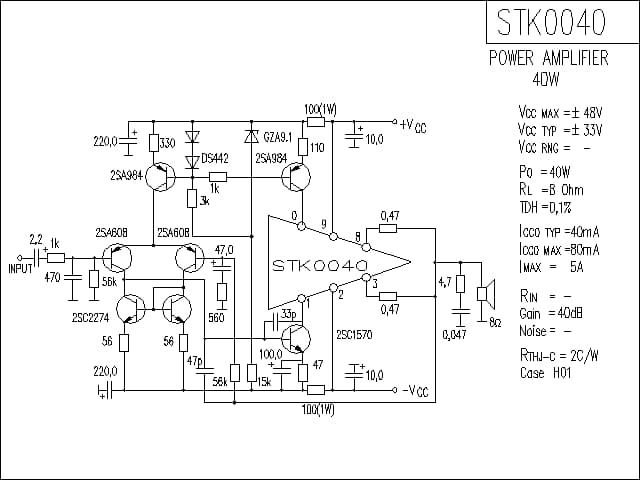 STK0040
POWER AMPLIFIER
40W
VCC MAX =± 48V
VCC TYP =± 33V
VCC RNG = -
PO = 40W
RL =8 Ohm
TDH =0,1%
ICCO TYP =40mA
ICCO MAX =80mA
IMAX = 5A
RIN = -
Gain = 40dB
Noise= -
RTHJ-C = 2C/W
Case H01
100(1W)
+VCC
220,0
330
GZA9.1
10,0
DS442
2SA984
110
2SA984
1k
3k
0
9
2SA608
2SA608
8
0,47
2,2
1k
47,0
INPUT
STK0040
470
56k
4,7
8Ω
3
2
1
0,47
2SC2274
560
33p
2SC1570
0,047
56
56
47p
100,0
47
220,0
56k
15k
10,0
-VCC
100(1W)